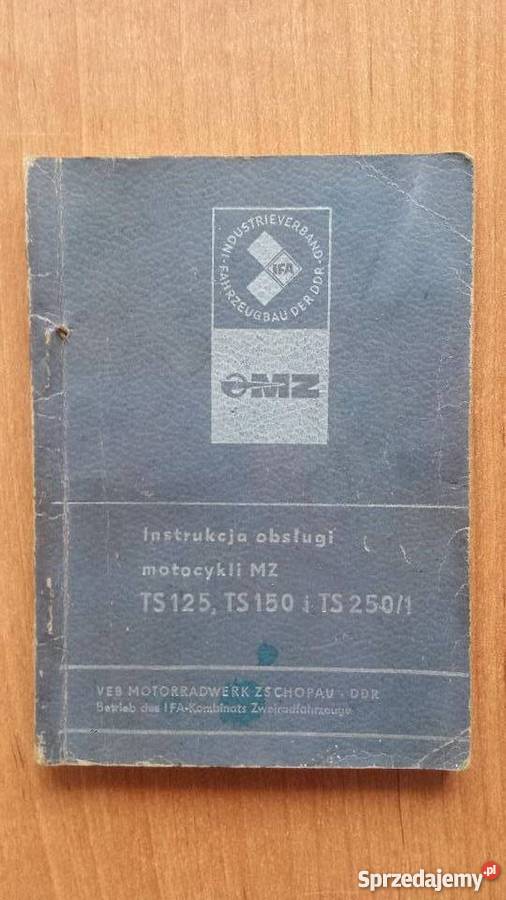 INDUSTRIEVERBAND
FAHRZEUGBAU DER DDR
IFA
MZ
Instrukcja obsługi
motocykli MZ
TS 125, TS 150 i TS 250/1
VEB MOTORRADWERK ZSCHOPAU · DDR
Betrieb des IFA-Kombinats Zweiradfahrzeuge
Sprzedajemy.pl